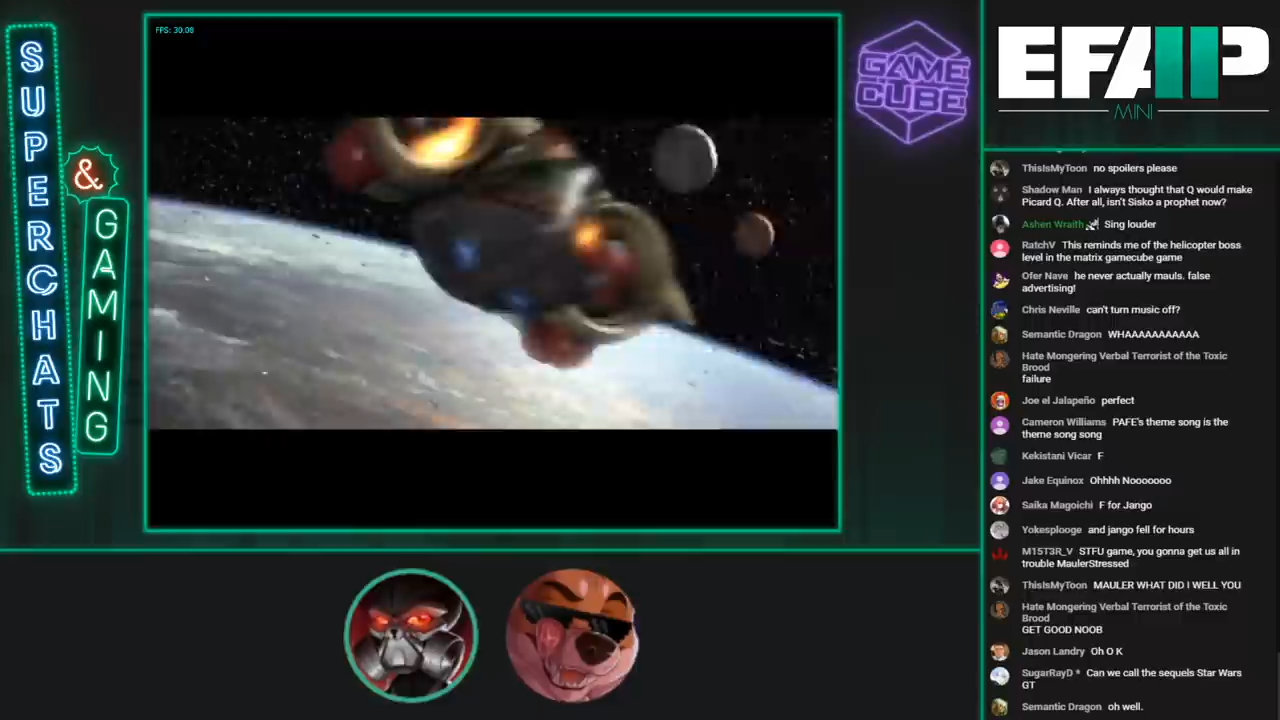 SUPERCHATS
&
GAMING
FPS: 30.08
GAME
CUBE
EFAP
MINI
ThisIsMyToon no spoilers please
Shadow Man I always thought that Q would make
Picard Q. After all, isn't Sisko a prophet now?
Ashen Wraith Sing louder
RatchV This reminds me of the helicopter boss
level in the matrix gamecube game
Ofer Nave he never actually mauls. false
advertising!
Chris Neville can't turn music off?
Semantic Dragon WHAAAAAAAAAAA
Hate Mongering Verbal Terrorist of the Toxic
Brood
failure
Joe el Jalapeño perfect
Cameron Williams PAFE's theme song is the
theme song song
Kekistani Vicar F
Jake Equinox Ohhhh Nooooooo
Saika Magoichi F for Jango
Yokesplooge and jango fell for hours
M15T3R_V STFU game, you gonna get us all in
trouble MaulerStressed
ThisIsMyToon MAULER WHAT DID I WELL YOU
Hate Mongering Verbal Terrorist of the Toxic
Brood
GET GOOD NOOB
Jason Landry Oh O K
SugarRayD * Can we call the sequels Star Wars
GT
Semantic Dragon oh well.